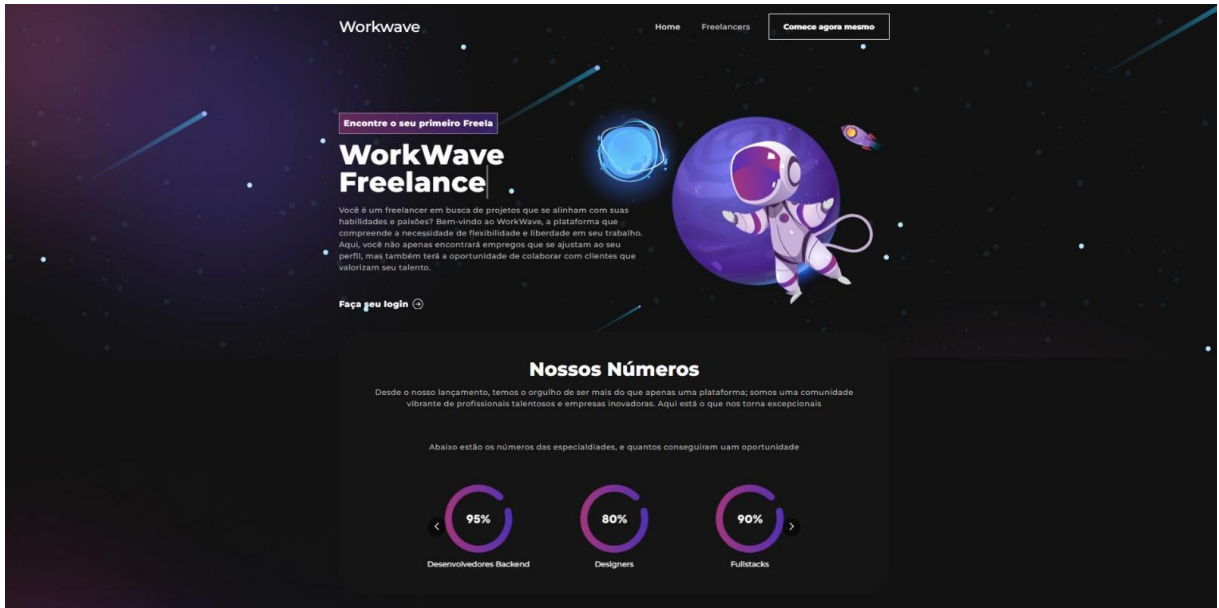 Workwave
Home
Freelancers
Comece agora mesmo
Encontre o seu primeiro Freela
WorkWave
Freelance
Você é um freelancer em busca de projetos que se alinham com suas
habilidades e paixões? Bem-vindo ao WorkWave, a plataforma que
compreende a necessidade de flexibilidade e liberdade em seu trabalho.
Aqui, você não apenas encontrará empregos que se ajustam ao seu
perfil, mas também terá a oportunidade de colaborar com clientes que
valorizam seu talento.
Faça seu login
Nossos Números
Desde o nosso lançamento, temos o orgulho de ser mais do que apenas uma plataforma; somos uma comunidade
vibrante de profissionais talentosos e empresas inovadoras. Aqui está o que nos torna excepcionais
Abaixo estão os números das especialdiades, e quantos conseguiram uam oportunidade
95%
80%
90%
Desenvolvedores Backend
Designers
Fullstacks